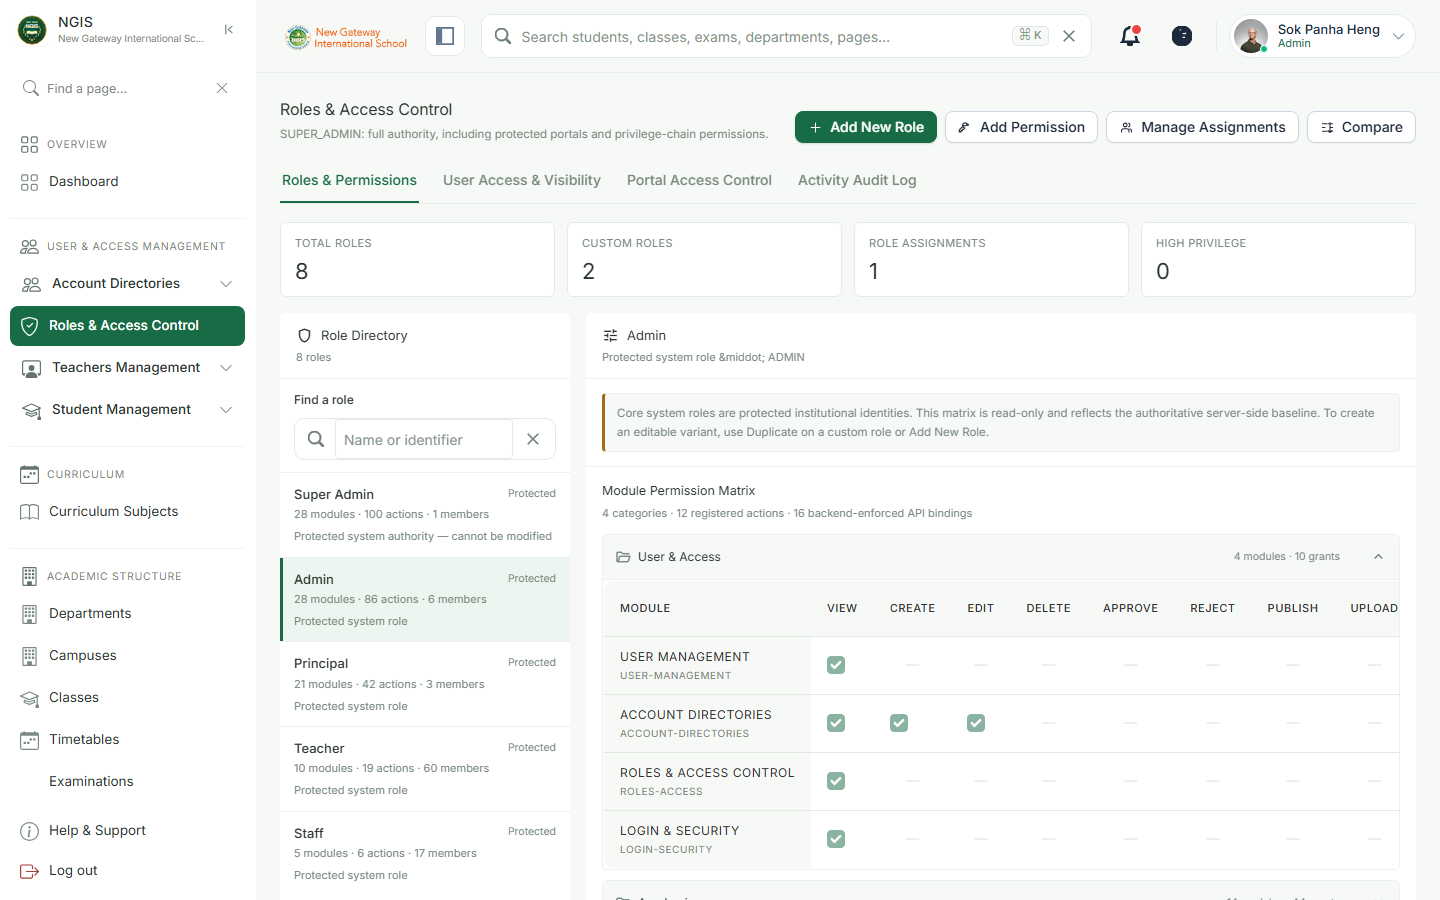 NGIS
New Gateway International Sc...
Find a page...
OVERVIEW
Dashboard
USER & ACCESS MANAGEMENT
Account Directories
Roles & Access Control
Teachers Management
Student Management
CURRICULUM
Curriculum Subjects
ACADEMIC STRUCTURE
Departments
Campuses
Classes
Timetables
Examinations
Help & Support
Log out
New Gateway
International School
Search students, classes, exams, departments, pages...
⌘ K
Sok Panha Heng
Admin
Roles & Access Control
SUPER_ADMIN: full authority, including protected portals and privilege-chain permissions.
Add New Role
Add Permission
Manage Assignments
Compare
Roles & Permissions
User Access & Visibility
Portal Access Control
Activity Audit Log
TOTAL ROLES
8
CUSTOM ROLES
2
ROLE ASSIGNMENTS
1
HIGH PRIVILEGE
0
Role Directory
8 roles
Find a role
Name or identifier
Super Admin
Protected
28 modules · 100 actions · 1 members
Protected system authority — cannot be modified
Admin
Protected
28 modules · 86 actions · 6 members
Protected system role
Principal
Protected
21 modules · 42 actions · 3 members
Protected system role
Teacher
Protected
10 modules · 19 actions · 60 members
Protected system role
Staff
Protected
5 modules · 6 actions · 17 members
Protected system role
Admin
Protected system role &middot; ADMIN
Core system roles are protected institutional identities. This matrix is read-only and reflects the authoritative server-side baseline. To create
an editable variant, use Duplicate on a custom role or Add New Role.
Module Permission Matrix
4 categories · 12 registered actions · 16 backend-enforced API bindings
User & Access
4 modules · 10 grants
MODULE VIEW CREATE EDIT DELETE APPROVE REJECT PUBLISH UPLOAD
USER MANAGEMENT — — — — — — —
USER-MANAGEMENT
ACCOUNT DIRECTORIES — — — — —
ACCOUNT-DIRECTORIES
ROLES & ACCESS CONTROL — — — — — — —
ROLES-ACCESS
LOGIN & SECURITY — — — — — — —
LOGIN-SECURITY